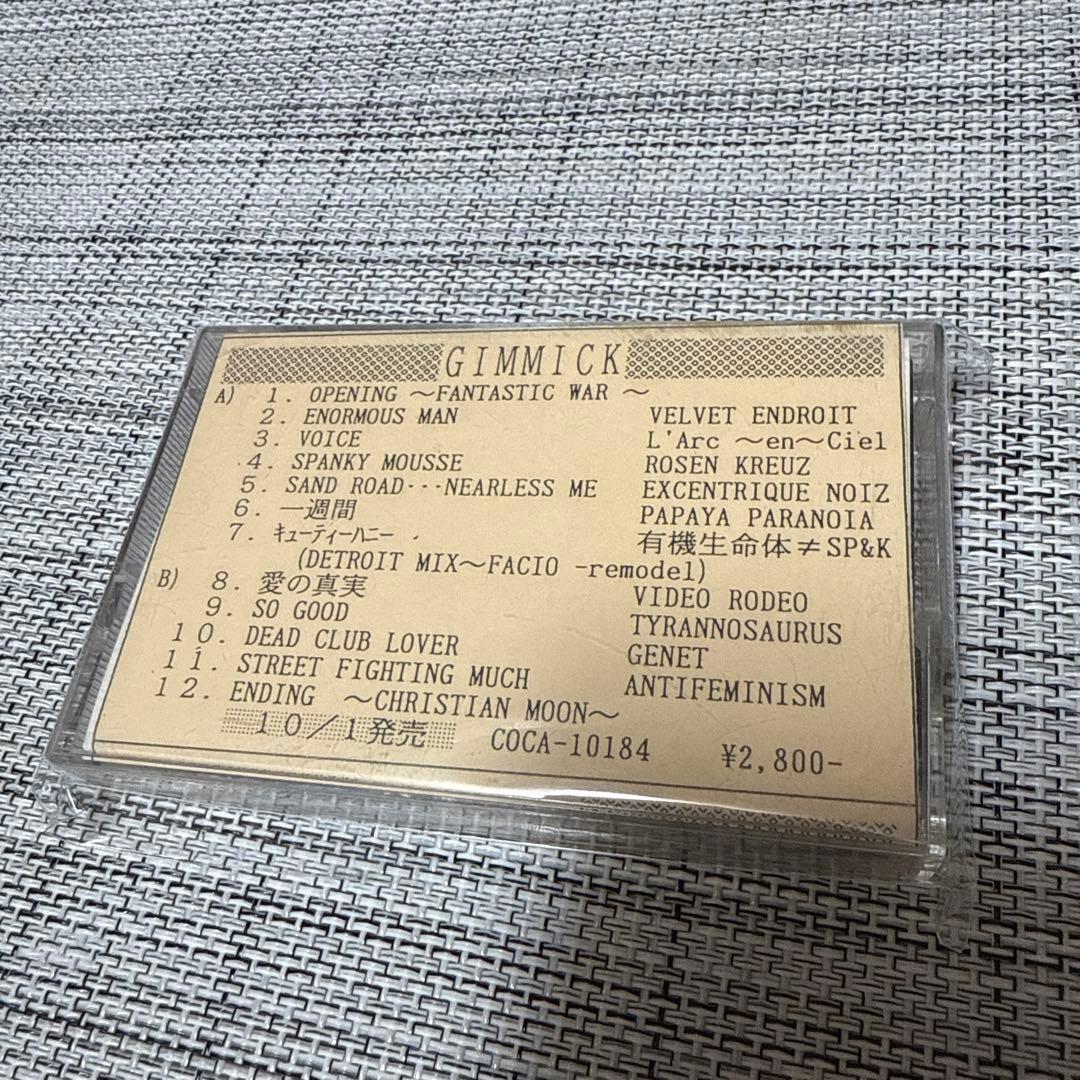 GIMMICK
A) 1. OPENING ～FANTASTIC WAR ～
2. ENORMOUS MAN VELVET ENDROIT
3. VOICE L'Arc ～en～Ciel
4. SPANKY MOUSSE ROSEN KREUZ
5. SAND ROAD･･･NEARLESS ME EXCENTRIQUE NOIZ
6. 一週間 PAPAYA PARANOIA
7. ｷｭｰﾃｨｰﾊﾆｰ 有機生命体≠SP&K
(DETROIT MIX～FACIO -remodel)
B) 8. 愛の真実 VIDEO RODEO
9. SO GOOD TYRANNOSAURUS
10. DEAD CLUB LOVER GENET
11. STREET FIGHTING MUCH ANTIFEMINISM
12. ENDING ～CHRISTIAN MOON～
10/1発売 COCA-10184 ¥2,800-